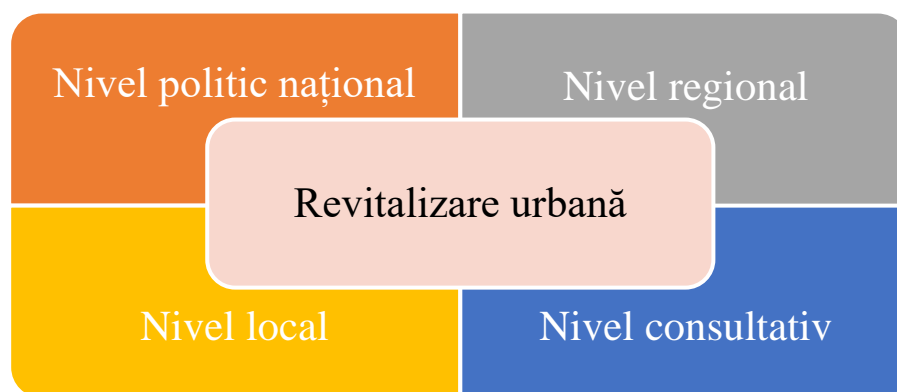 Nivel politic național
Nivel regional
Revitalizare urbană
Nivel local
Nivel consultativ